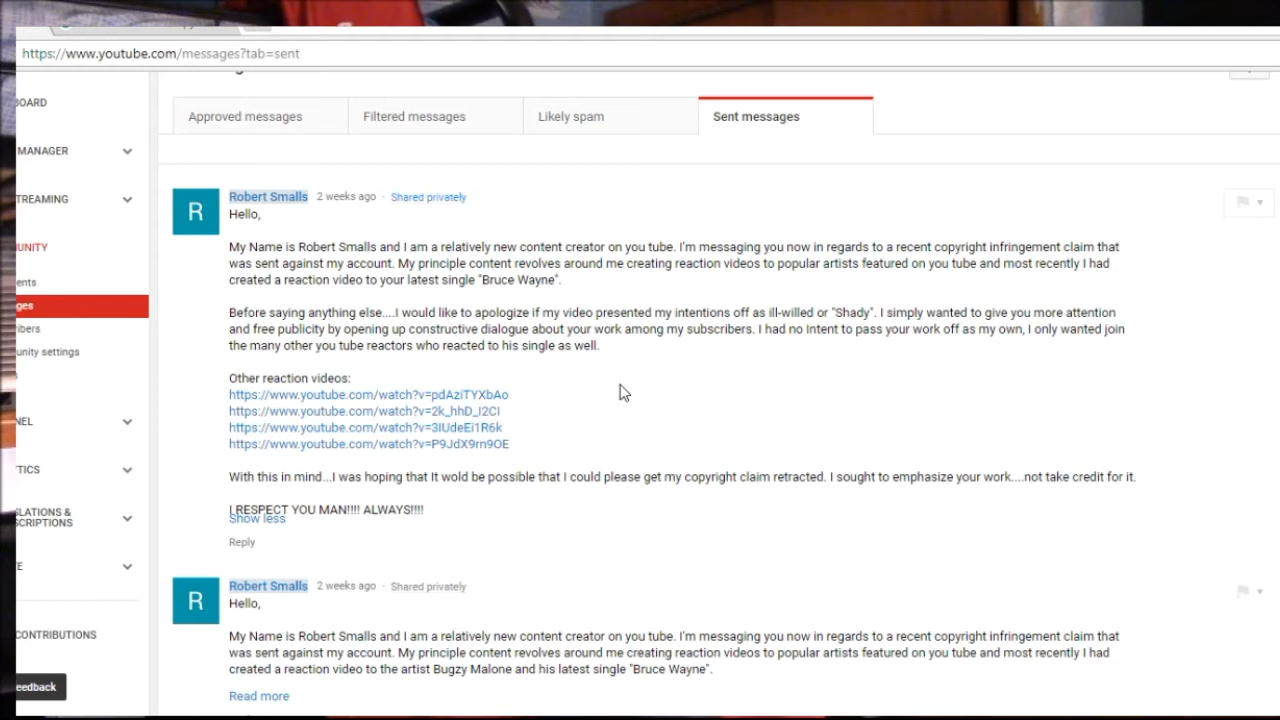 https://www.youtube.com/messages?tab=sent
BOARD
MANAGER
TREAMING
UNITY
ents
ges
ibers
unity settings
NEL
TICS
SLATIONS &
SCRIPTIONS
TE
CONTRIBUTIONS
eedback
Approved messages
Filtered messages
Likely spam
Sent messages
R
Robert Smalls 2 weeks ago · Shared privately
Hello,
My Name is Robert Smalls and I am a relatively new content creator on you tube. I'm messaging you now in regards to a recent copyright infringement claim that
was sent against my account. My principle content revolves around me creating reaction videos to popular artists featured on you tube and most recently I had
created a reaction video to your latest single "Bruce Wayne".
Before saying anything else....I would like to apologize if my video presented my intentions off as ill-willed or "Shady". I simply wanted to give you more attention
and free publicity by opening up constructive dialogue about your work among my subscribers. I had no Intent to pass your work off as my own, I only wanted join
the many other you tube reactors who reacted to his single as well.
Other reaction videos:
https://www.youtube.com/watch?v=pdAziTYXbAo
https://www.youtube.com/watch?v=2k_hhD_I2CI
https://www.youtube.com/watch?v=3IUdeEi1R6k
https://www.youtube.com/watch?v=P9JdX9rn9OE
With this in mind...I was hoping that It wold be possible that I could please get my copyright claim retracted. I sought to emphasize your work....not take credit for it.
I RESPECT YOU MAN!!!! ALWAYS!!!!
Show less
Reply
R
Robert Smalls 2 weeks ago · Shared privately
Hello,
My Name is Robert Smalls and I am a relatively new content creator on you tube. I'm messaging you now in regards to a recent copyright infringement claim that
was sent against my account. My principle content revolves around me creating reaction videos to popular artists featured on you tube and most recently I had
created a reaction video to the artist Bugzy Malone and his latest single "Bruce Wayne".
Read more